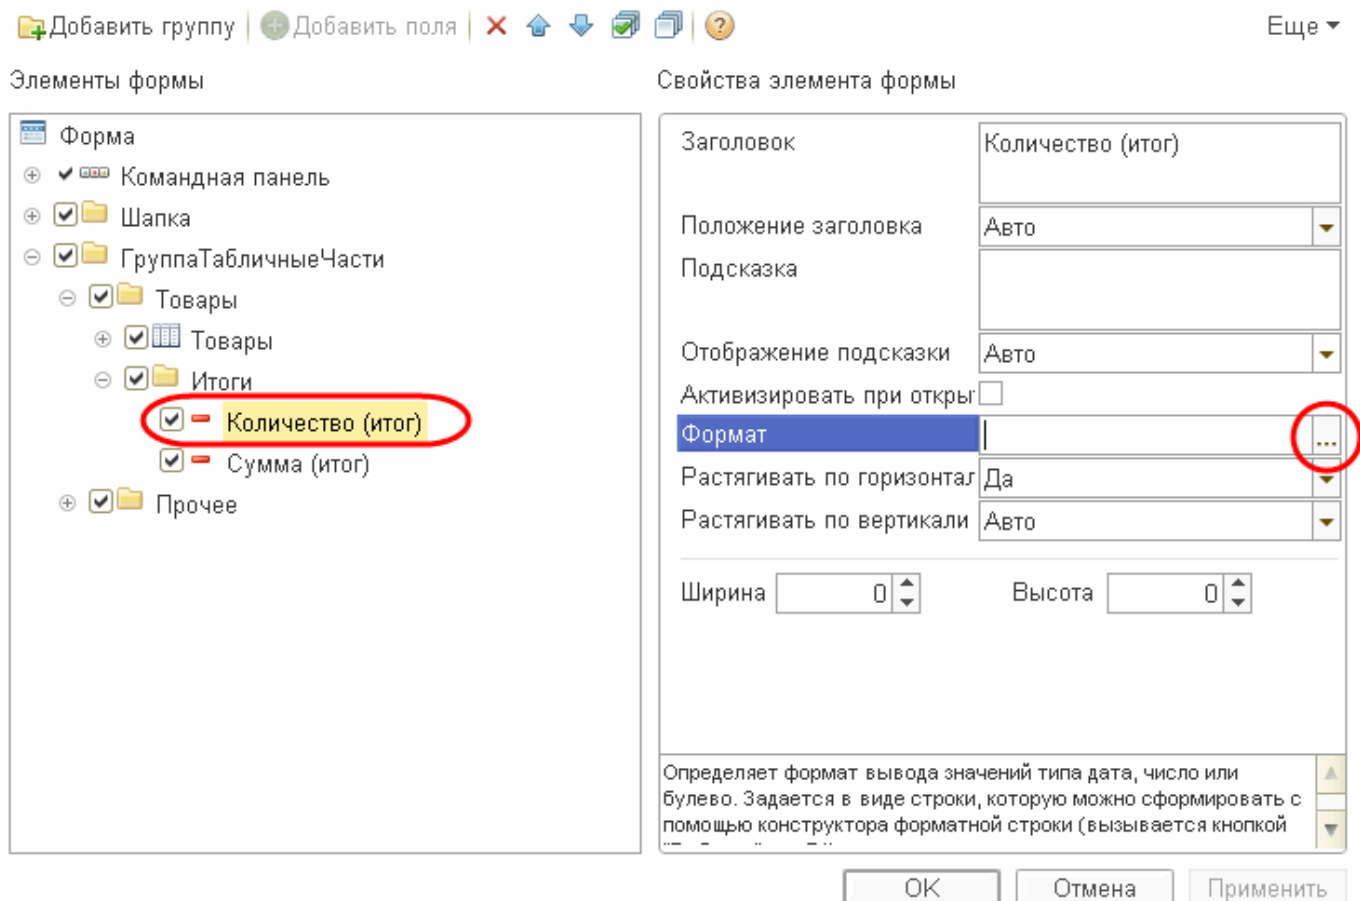 Добавить группу Добавить поля Еще
Элементы формы
Форма
Командная панель
Шапка
ГруппаТабличныеЧасти
Товары
Товары
Итоги
Количество (итог)
Сумма (итог)
Прочее
Свойства элемента формы
Заголовок Количество (итог)
Положение заголовка Авто
Подсказка
Отображение подсказки Авто
Активизировать при откры
Формат ...
Растягивать по горизонтал Да
Растягивать по вертикали Авто
Ширина 0 Высота 0
Определяет формат вывода значений типа дата, число или
булево. Задается в виде строки, которую можно сформировать с
помощью конструктора форматной строки (вызывается кнопкой
OK Отмена Применить